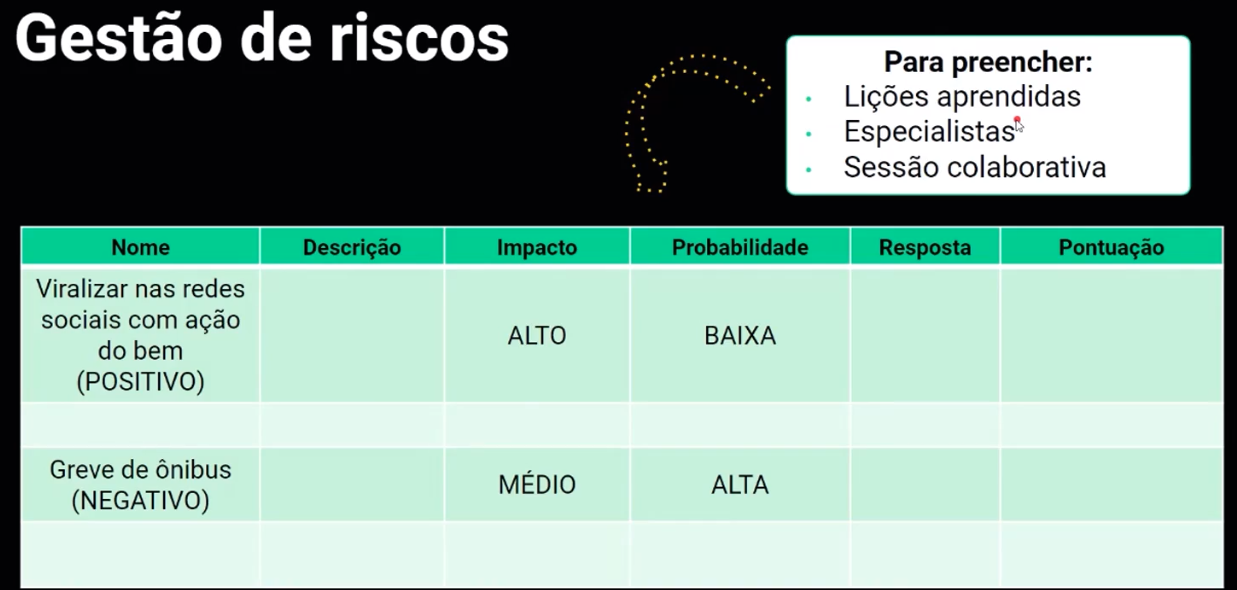 Gestão de riscos
Para preencher:
• Lições aprendidas
• Especialistas
• Sessão colaborativa
Nome Descrição Impacto Probabilidade Resposta Pontuação
Viralizar nas redes
sociais com ação
do bem
(POSITIVO)
ALTO BAIXA
Greve de ônibus
(NEGATIVO)
MÉDIO ALTA